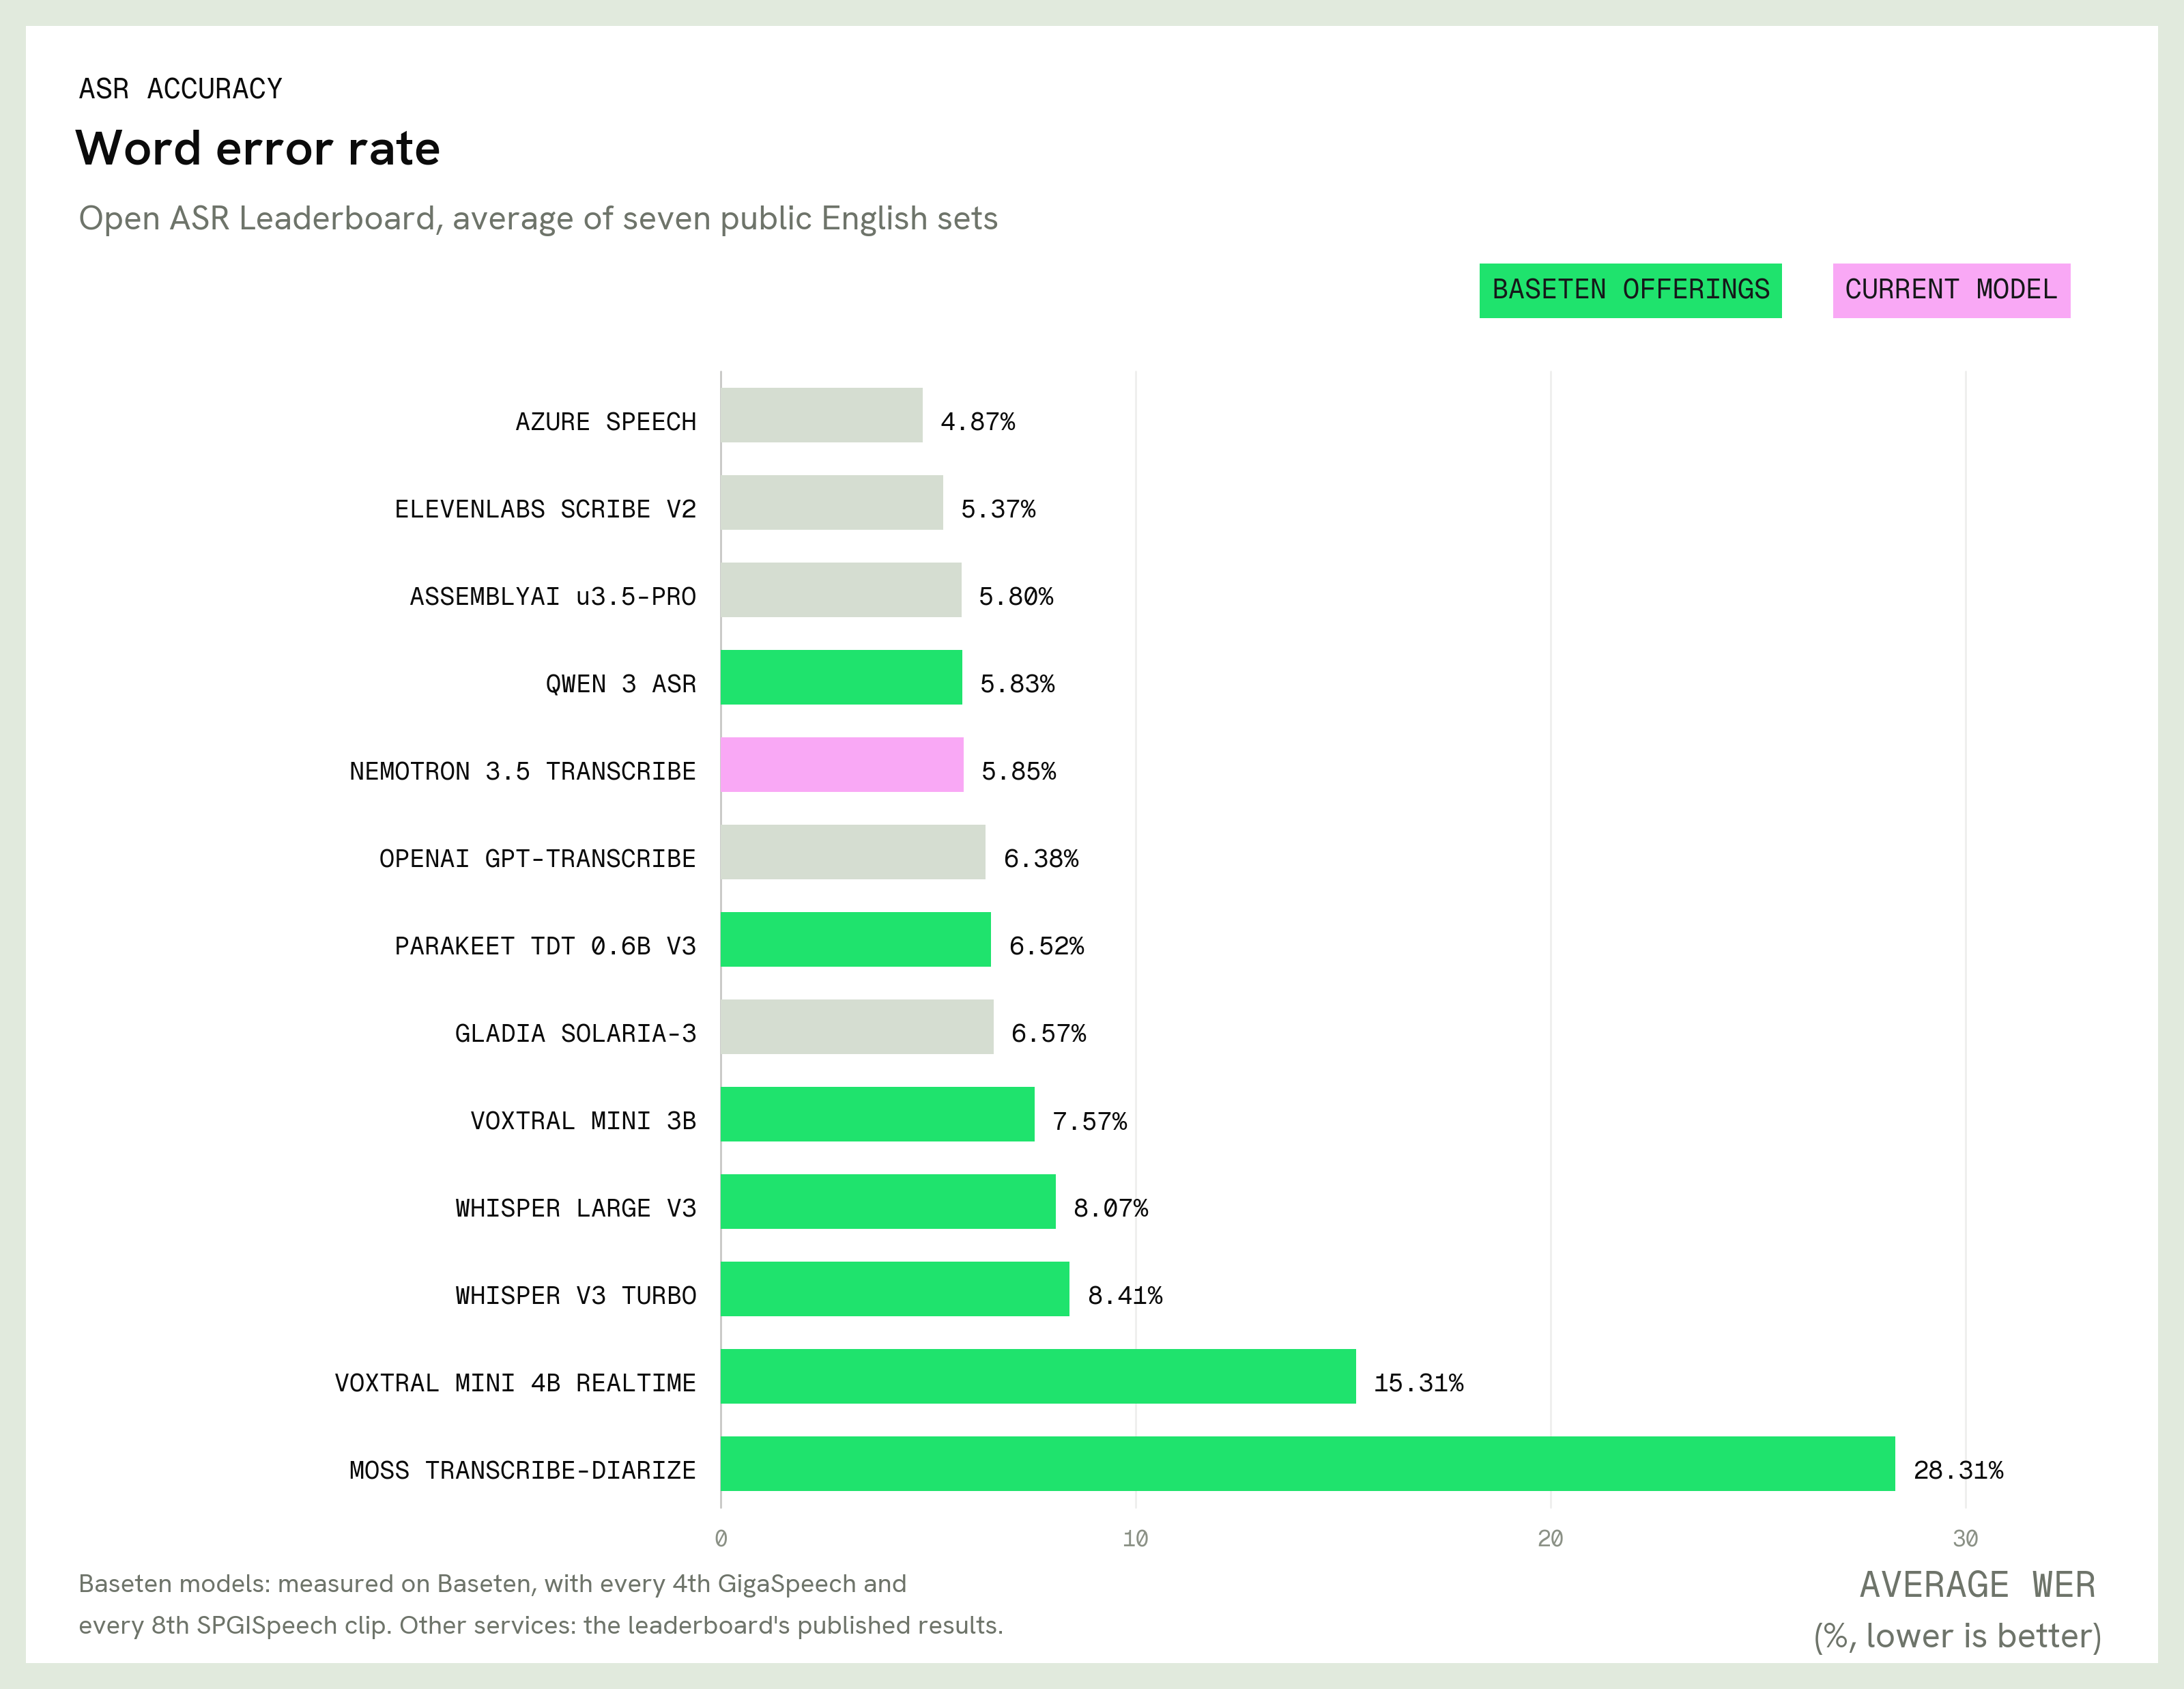 ASR ACCURACY
Word error rate
Open ASR Leaderboard, average of seven public English sets
BASETEN OFFERINGS
CURRENT MODEL
AZURE SPEECH 4.87%
ELEVENLABS SCRIBE V2 5.37%
ASSEMBLYAI u3.5-PRO 5.80%
QWEN 3 ASR 5.83%
NEMOTRON 3.5 TRANSCRIBE 5.85%
OPENAI GPT-TRANSCRIBE 6.38%
PARAKEET TDT 0.6B V3 6.52%
GLADIA SOLARIA-3 6.57%
VOXTRAL MINI 3B 7.57%
WHISPER LARGE V3 8.07%
WHISPER V3 TURBO 8.41%
VOXTRAL MINI 4B REALTIME 15.31%
MOSS TRANSCRIBE-DIARIZE 28.31%
0 10 20 30
Baseten models: measured on Baseten, with every 4th GigaSpeech and
every 8th SPGISpeech clip. Other services: the leaderboard's published results.
AVERAGE WER
(%, lower is better)